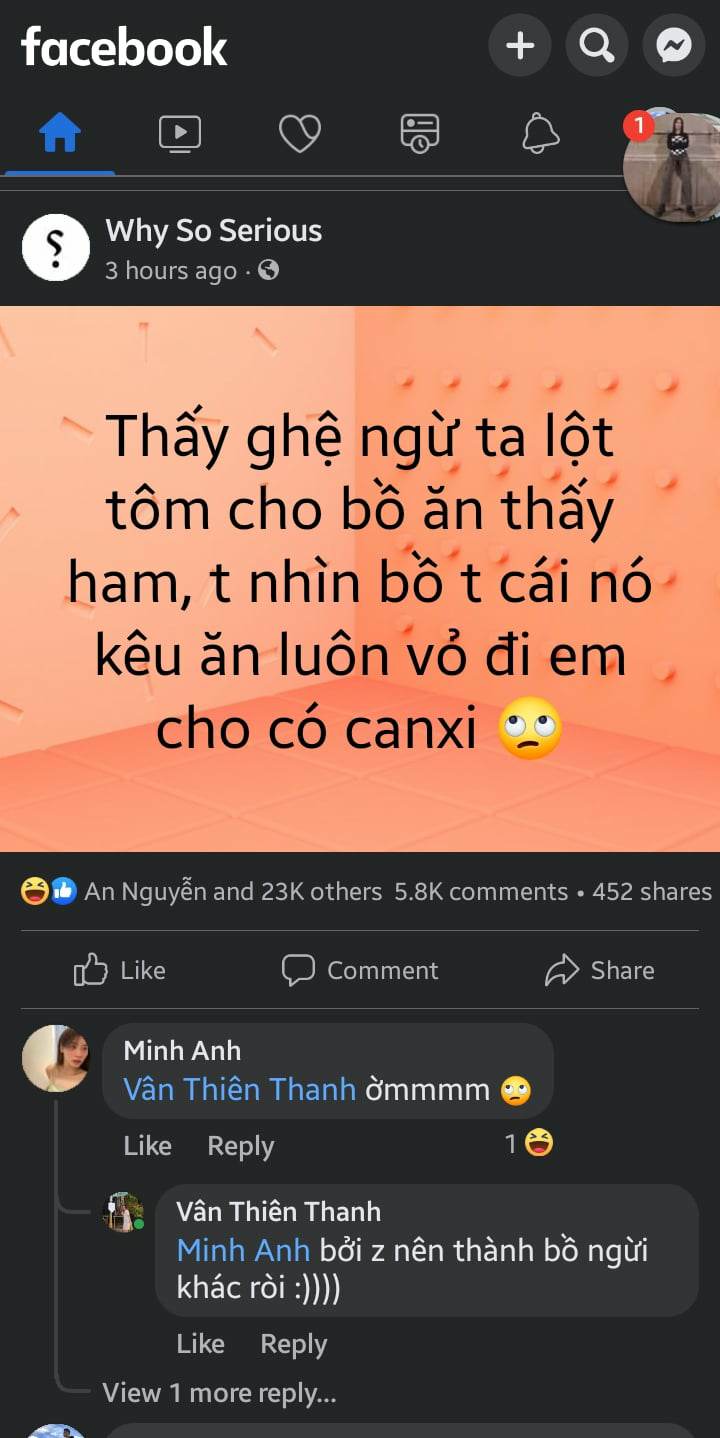 facebook
1
Why So Serious
3 hours ago ·
Thấy ghệ ngừ ta lột
tôm cho bồ ăn thấy
ham, t nhìn bồ t cái nó
kêu ăn luôn vỏ đi em
cho có canxi 🙄
An Nguyễn and 23K others 5.8K comments • 452 shares
Like Comment Share
Minh Anh
Vân Thiên Thanh ờmmmm 🙄
Like Reply 1
Vân Thiên Thanh
Minh Anh bởi z nên thành bồ ngừi
khác ròi :))))
Like Reply
View 1 more reply...